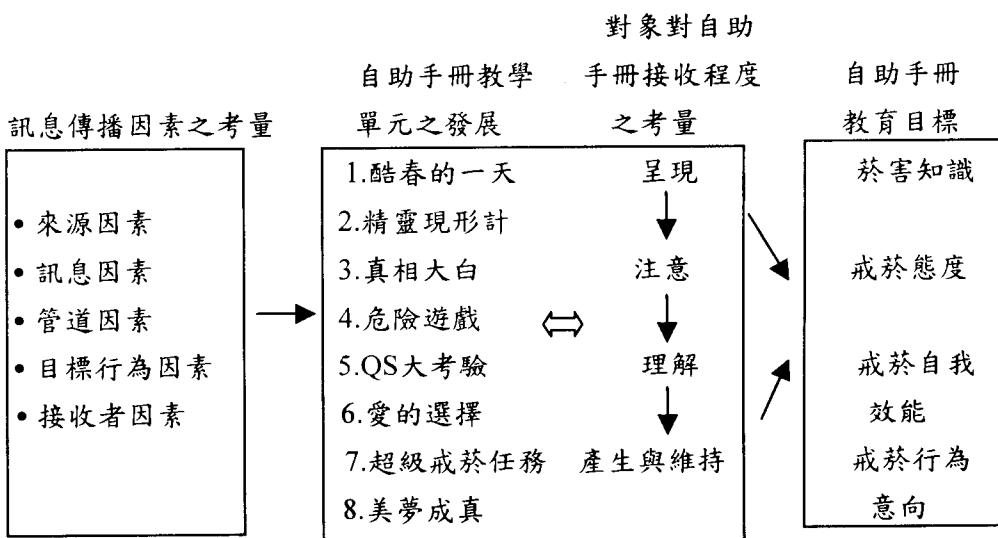 訊息傳播因素之考量
• 來源因素
• 訊息因素
• 管道因素
• 目標行為因素
• 接收者因素
自助手冊教學
單元之發展
1.酷春的一天
2.精靈現形計
3.真相大白
4.危險遊戲
5.QS大考驗
6.愛的選擇
7.超級戒菸任務
8.美夢成真
對象對自助
手冊接收程度
之考量
呈現
注意
理解
產生與維持
自助手冊
教育目標
菸害知識
戒菸態度
戒菸自我
效能
戒菸行為
意向